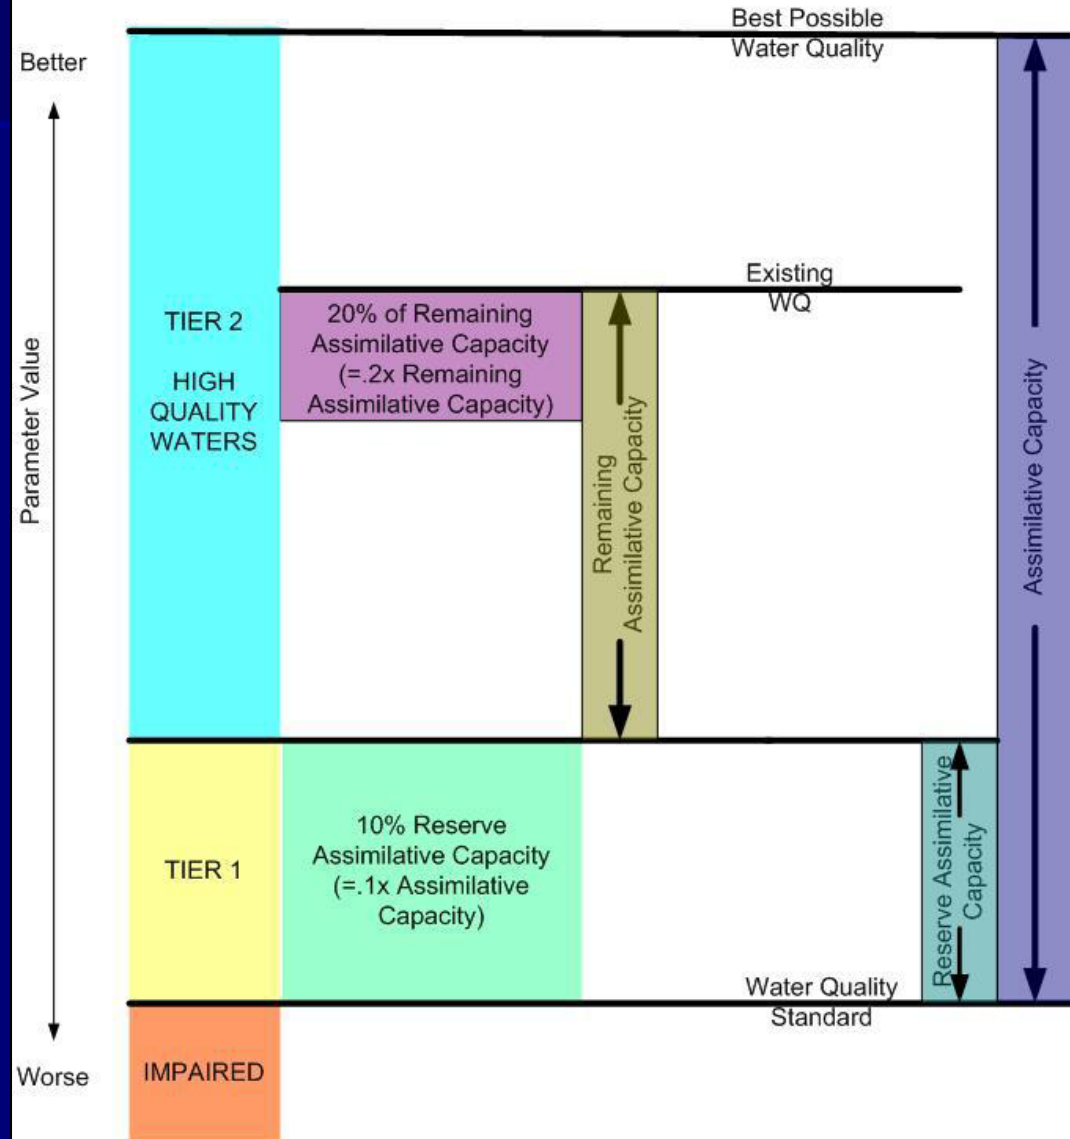 Best Possible
Water Quality
Better
Parameter Value
Worse
TIER 2
HIGH
QUALITY
WATERS
TIER 1
IMPAIRED
Existing
WQ
20% of Remaining
Assimilative Capacity
(=.2x Remaining
Assimilative Capacity)
Remaining
Assimilative Capacity
Assimilative Capacity
10% Reserve
Assimilative Capacity
(=.1x Assimilative
Capacity)
Reserve Assimilative
Capacity
Water Quality
Standard